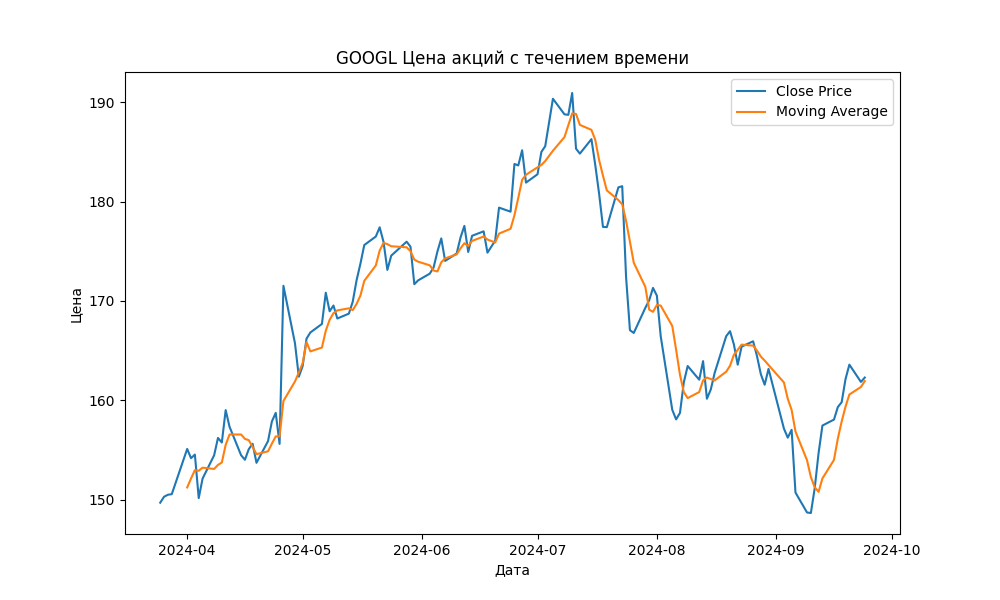 GOOGL Цена акций с течением времени
Close Price
Moving Average
190
180
170
160
150
Цена
2024-04 2024-05 2024-06 2024-07 2024-08 2024-09 2024-10
Дата